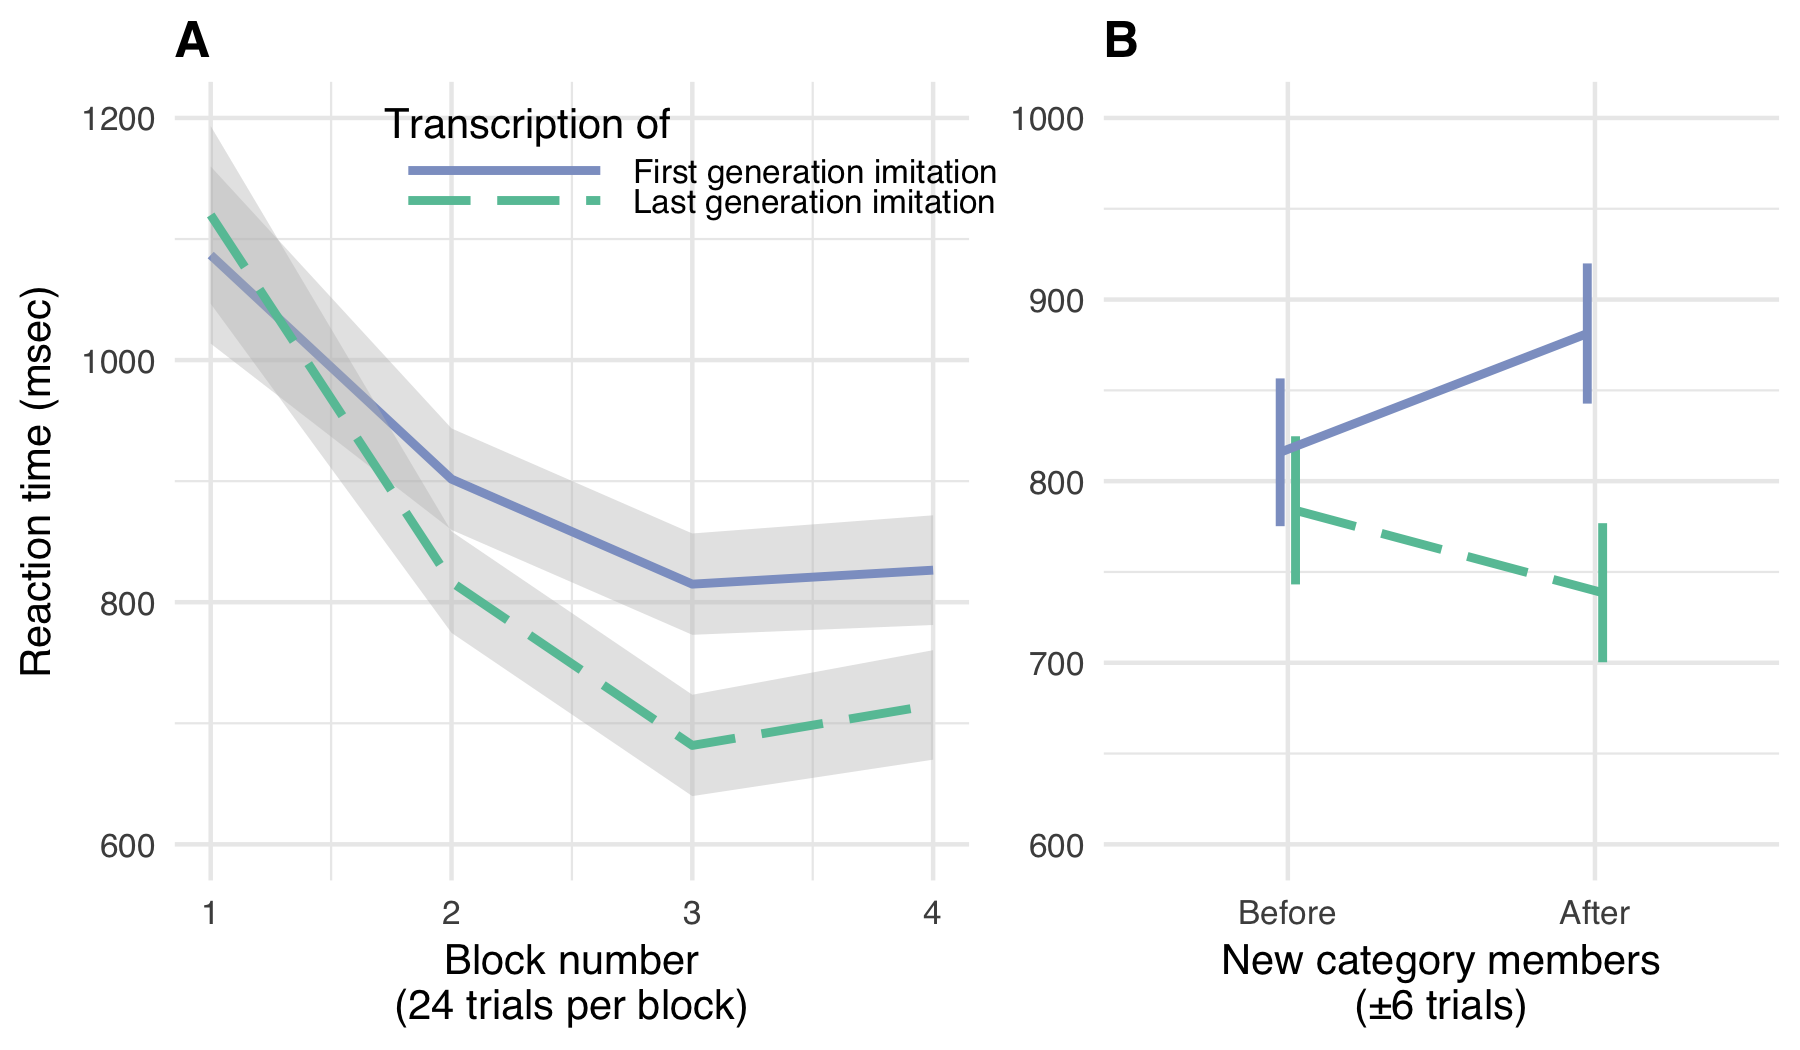 A
Reaction time (msec)
1200
1000
800
600
Transcription of
First generation imitation
Last generation imitation
1
2
3
4
Block number
(24 trials per block)
B
1000
900
800
700
600
Before
After
New category members
(±6 trials)